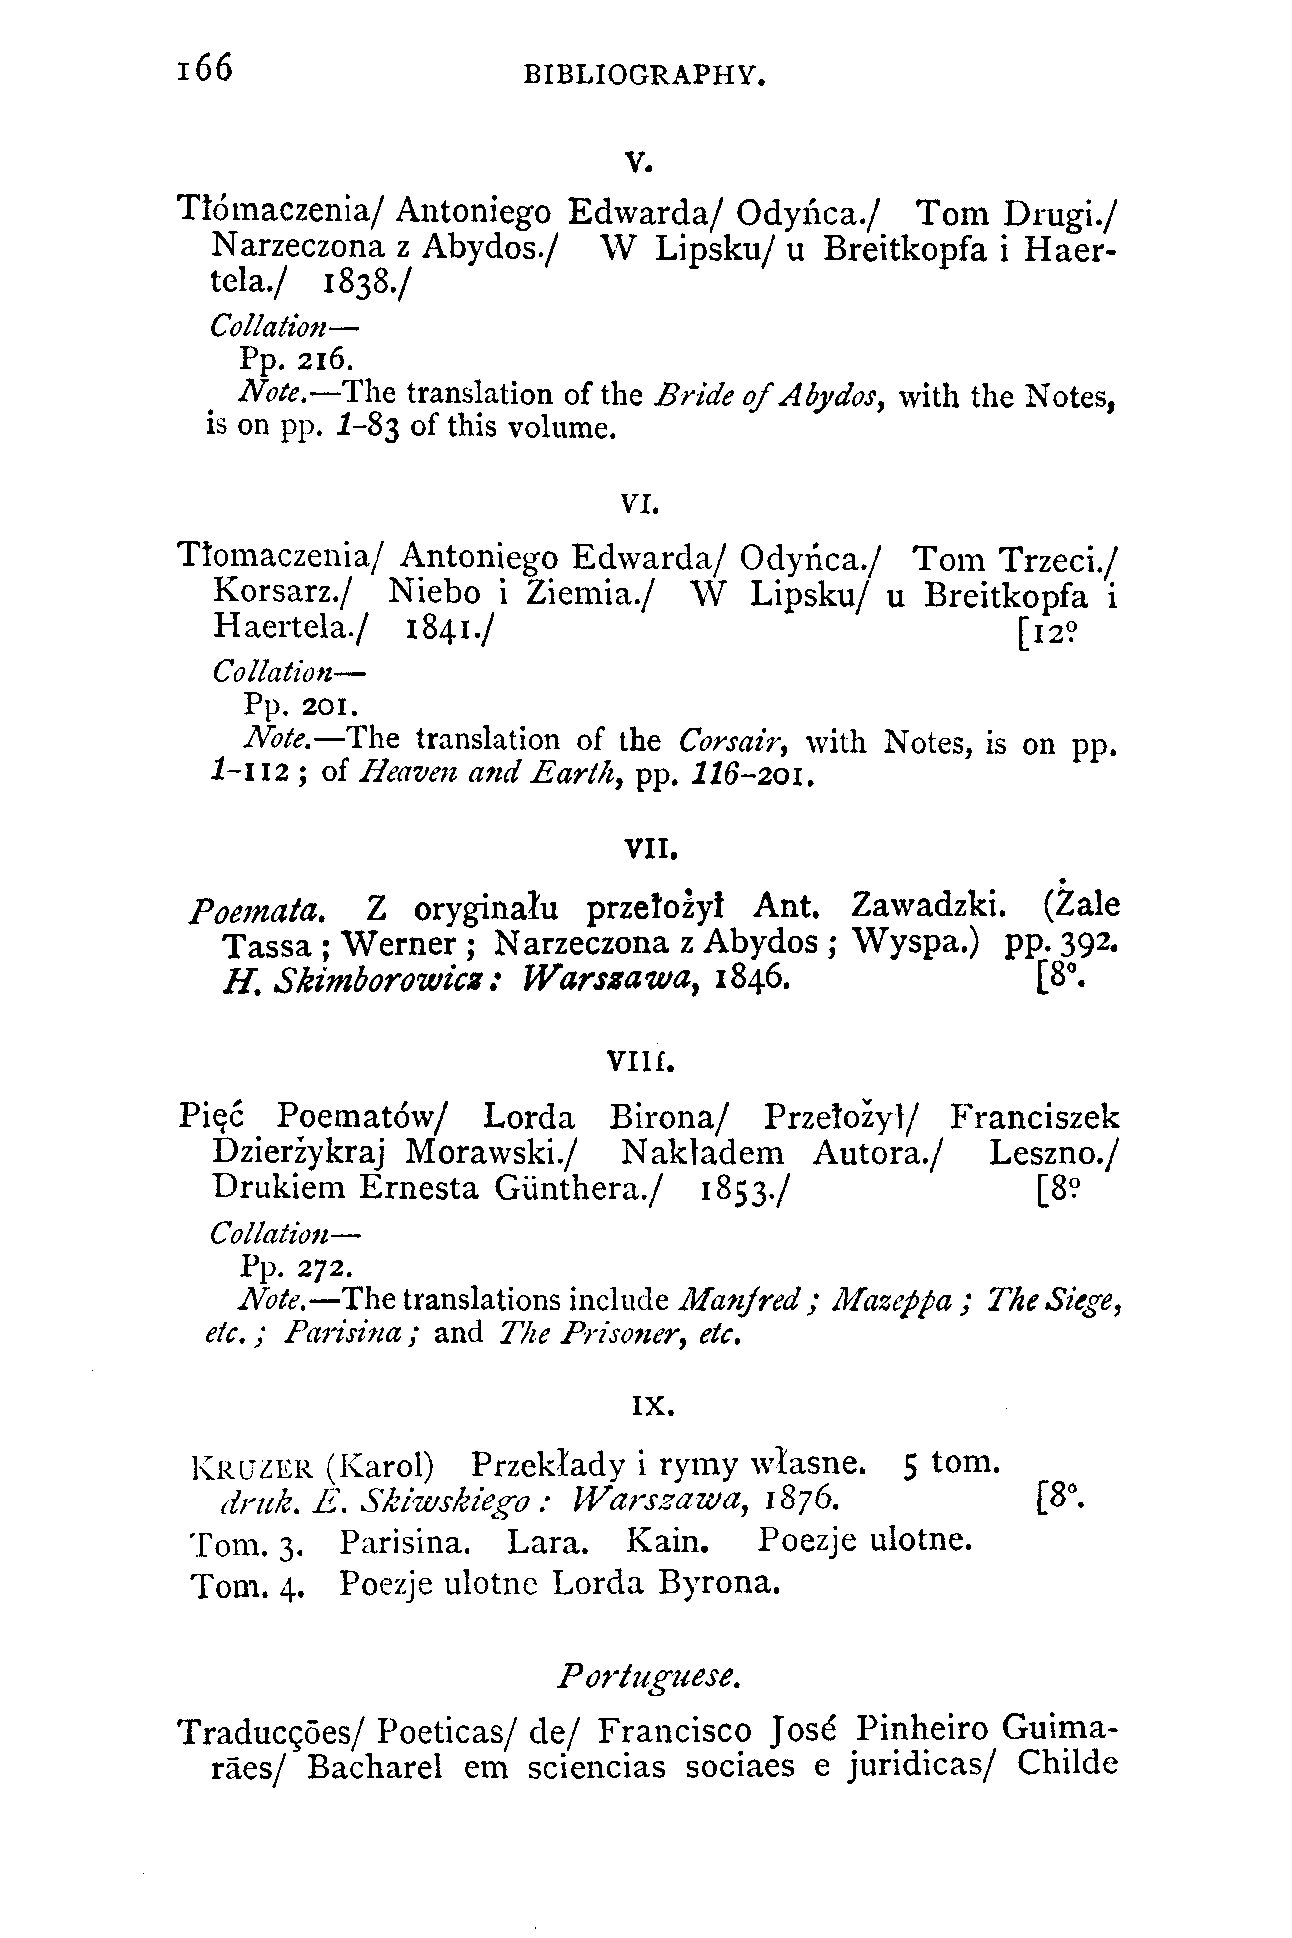 166 BIBLIOGRAPHY.
V.
Tłómaczenia/ Antoniego Edwarda/ Odyńca./ Tom Drugi./
Narzeczona z Abydos./ W Lipsku/ u Breitkopfa i Haer-
tela./ 1838./
Collation—
Pp. 216.
Note.—The translation of the Bride of Abydos, with the Notes,
is on pp. 1–83 of this volume.
VI.
Tłomaczenia/ Antoniego Edwarda/ Odyńca./ Tom Trzeci./
Korsarz./ Niebo i Ziemia./ W Lipsku/ u Breitkopfa i
Haertela./ 1841./ [12º.
Collation—
Pp. 201.
Note.—The translation of the Corsair, with Notes, is on pp.
1–112 ; of Heaven and Earth, pp. 116–201.
VII.
Poemata. Z oryginału przełożył Ant. Zawadzki. (Żale
Tassa ; Werner ; Narzeczona z Abydos ; Wyspa.) pp. 392.
H. Skimborowicz : Warszawa, 1846. [8º.
VIII.
Pięć Poematów/ Lorda Birona/ Przełożył/ Franciszek
Dzierżykraj Morawski./ Nakładem Autora./ Leszno./
Drukiem Ernesta Günthera./ 1853./ [8º.
Collation—
Pp. 272.
Note.—The translations include Manfred ; Mazeppa ; The Siege,
etc. ; Parisina ; and The Prisoner, etc.
IX.
KRUZER (Karol) Przekłady i rymy własne. 5 tom.
druk. E. Skiwskiego : Warszawa, 1876. [8º.
Tom. 3. Parisina. Lara. Kain. Poezje ulotne.
Tom. 4. Poezje ulotne Lorda Byrona.
Portuguese.
Traducções/ Poeticas/ de/ Francisco José Pinheiro Guima-
rães/ Bacharel em sciencias sociaes e juridicas/ Childe